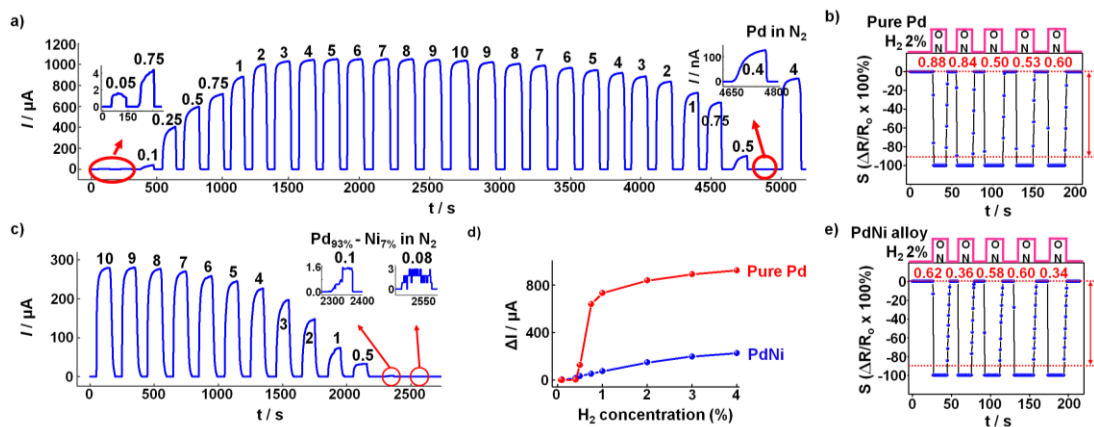 a)
Pd in N2
I / µA
1200
1000
800
600
400
200
0
0 500 1000 1500 2000 2500 3000 3500 4000 4500 5000
t / s
0.1 0.25 0.5 0.75 1 2 3 4 5 6 7 8 9 10 9 8 7 6 5 4 3 2 1 0.75 0.5 4
4
2
0
0 150
0.05 0.75
I / nA
100
0
4650 4800
0.4
b)
Pure Pd
H2 2%
ON ON ON ON ON
0.88 0.84 0.50 0.53 0.60
S (ΔR/Ro x 100%)
0
-20
-40
-60
-80
-100
0 50 100 150 200
t / s
c)
Pd93% - Ni7% in N2
I / µA
300
200
100
0
0 500 1000 1500 2000 2500
t / s
10 9 8 7 6 5 4 3 2 1 0.5
0.1
1.6
0.0
2300 2400
0.08
3
0
2550
d)
Pure Pd
PdNi
ΔI / µA
800
400
0
0 1 2 3 4
H2 concentration (%)
e)
PdNi alloy
H2 2%
ON ON ON ON ON
0.62 0.36 0.58 0.60 0.34
S (ΔR/Ro x 100%)
0
-20
-40
-60
-80
-100
0 50 100 150 200
t / s